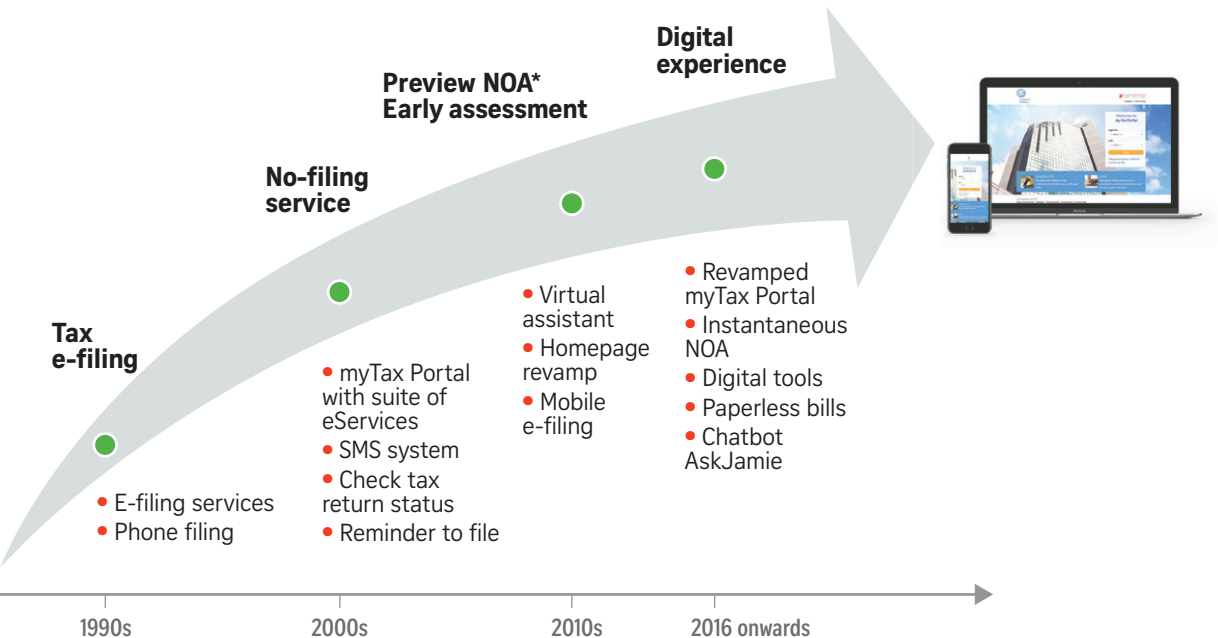 Tax
e-filing
• E-filing services
• Phone filing
1990s
No-filing
service
• myTax Portal
with suite of
eServices
• SMS system
• Check tax
return status
• Reminder to file
2000s
Preview NOA*
Early assessment
• Virtual
assistant
• Homepage
revamp
• Mobile
e-filing
2010s
Digital
experience
• Revamped
myTax Portal
• Instantaneous
NOA
• Digital tools
• Paperless bills
• Chatbot
AskJamie
2016 onwards